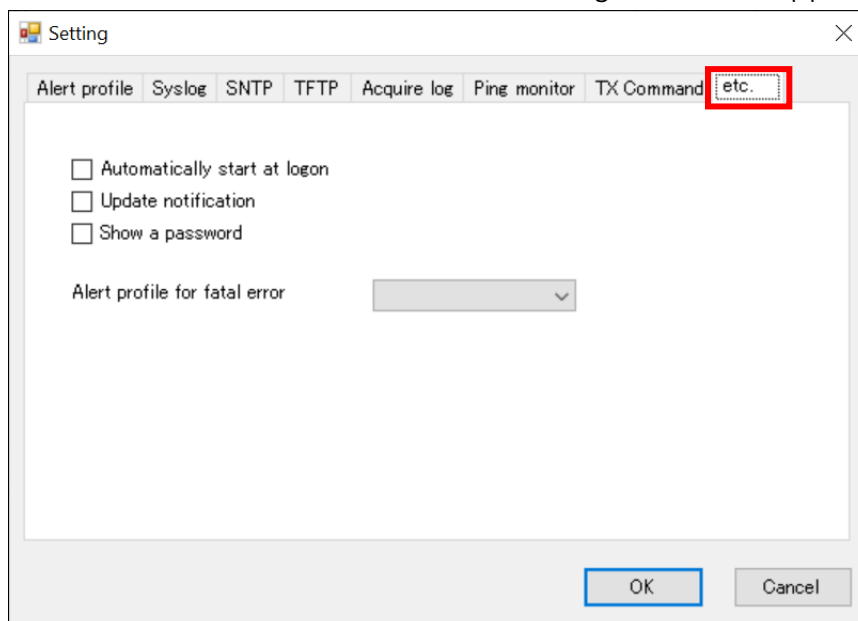 Setting
Alert profile Syslog SNTP TFTP Acquire log Ping monitor TX Command etc.
Automatically start at logon
Update notification
Show a password
Alert profile for fatal error
OK Cancel